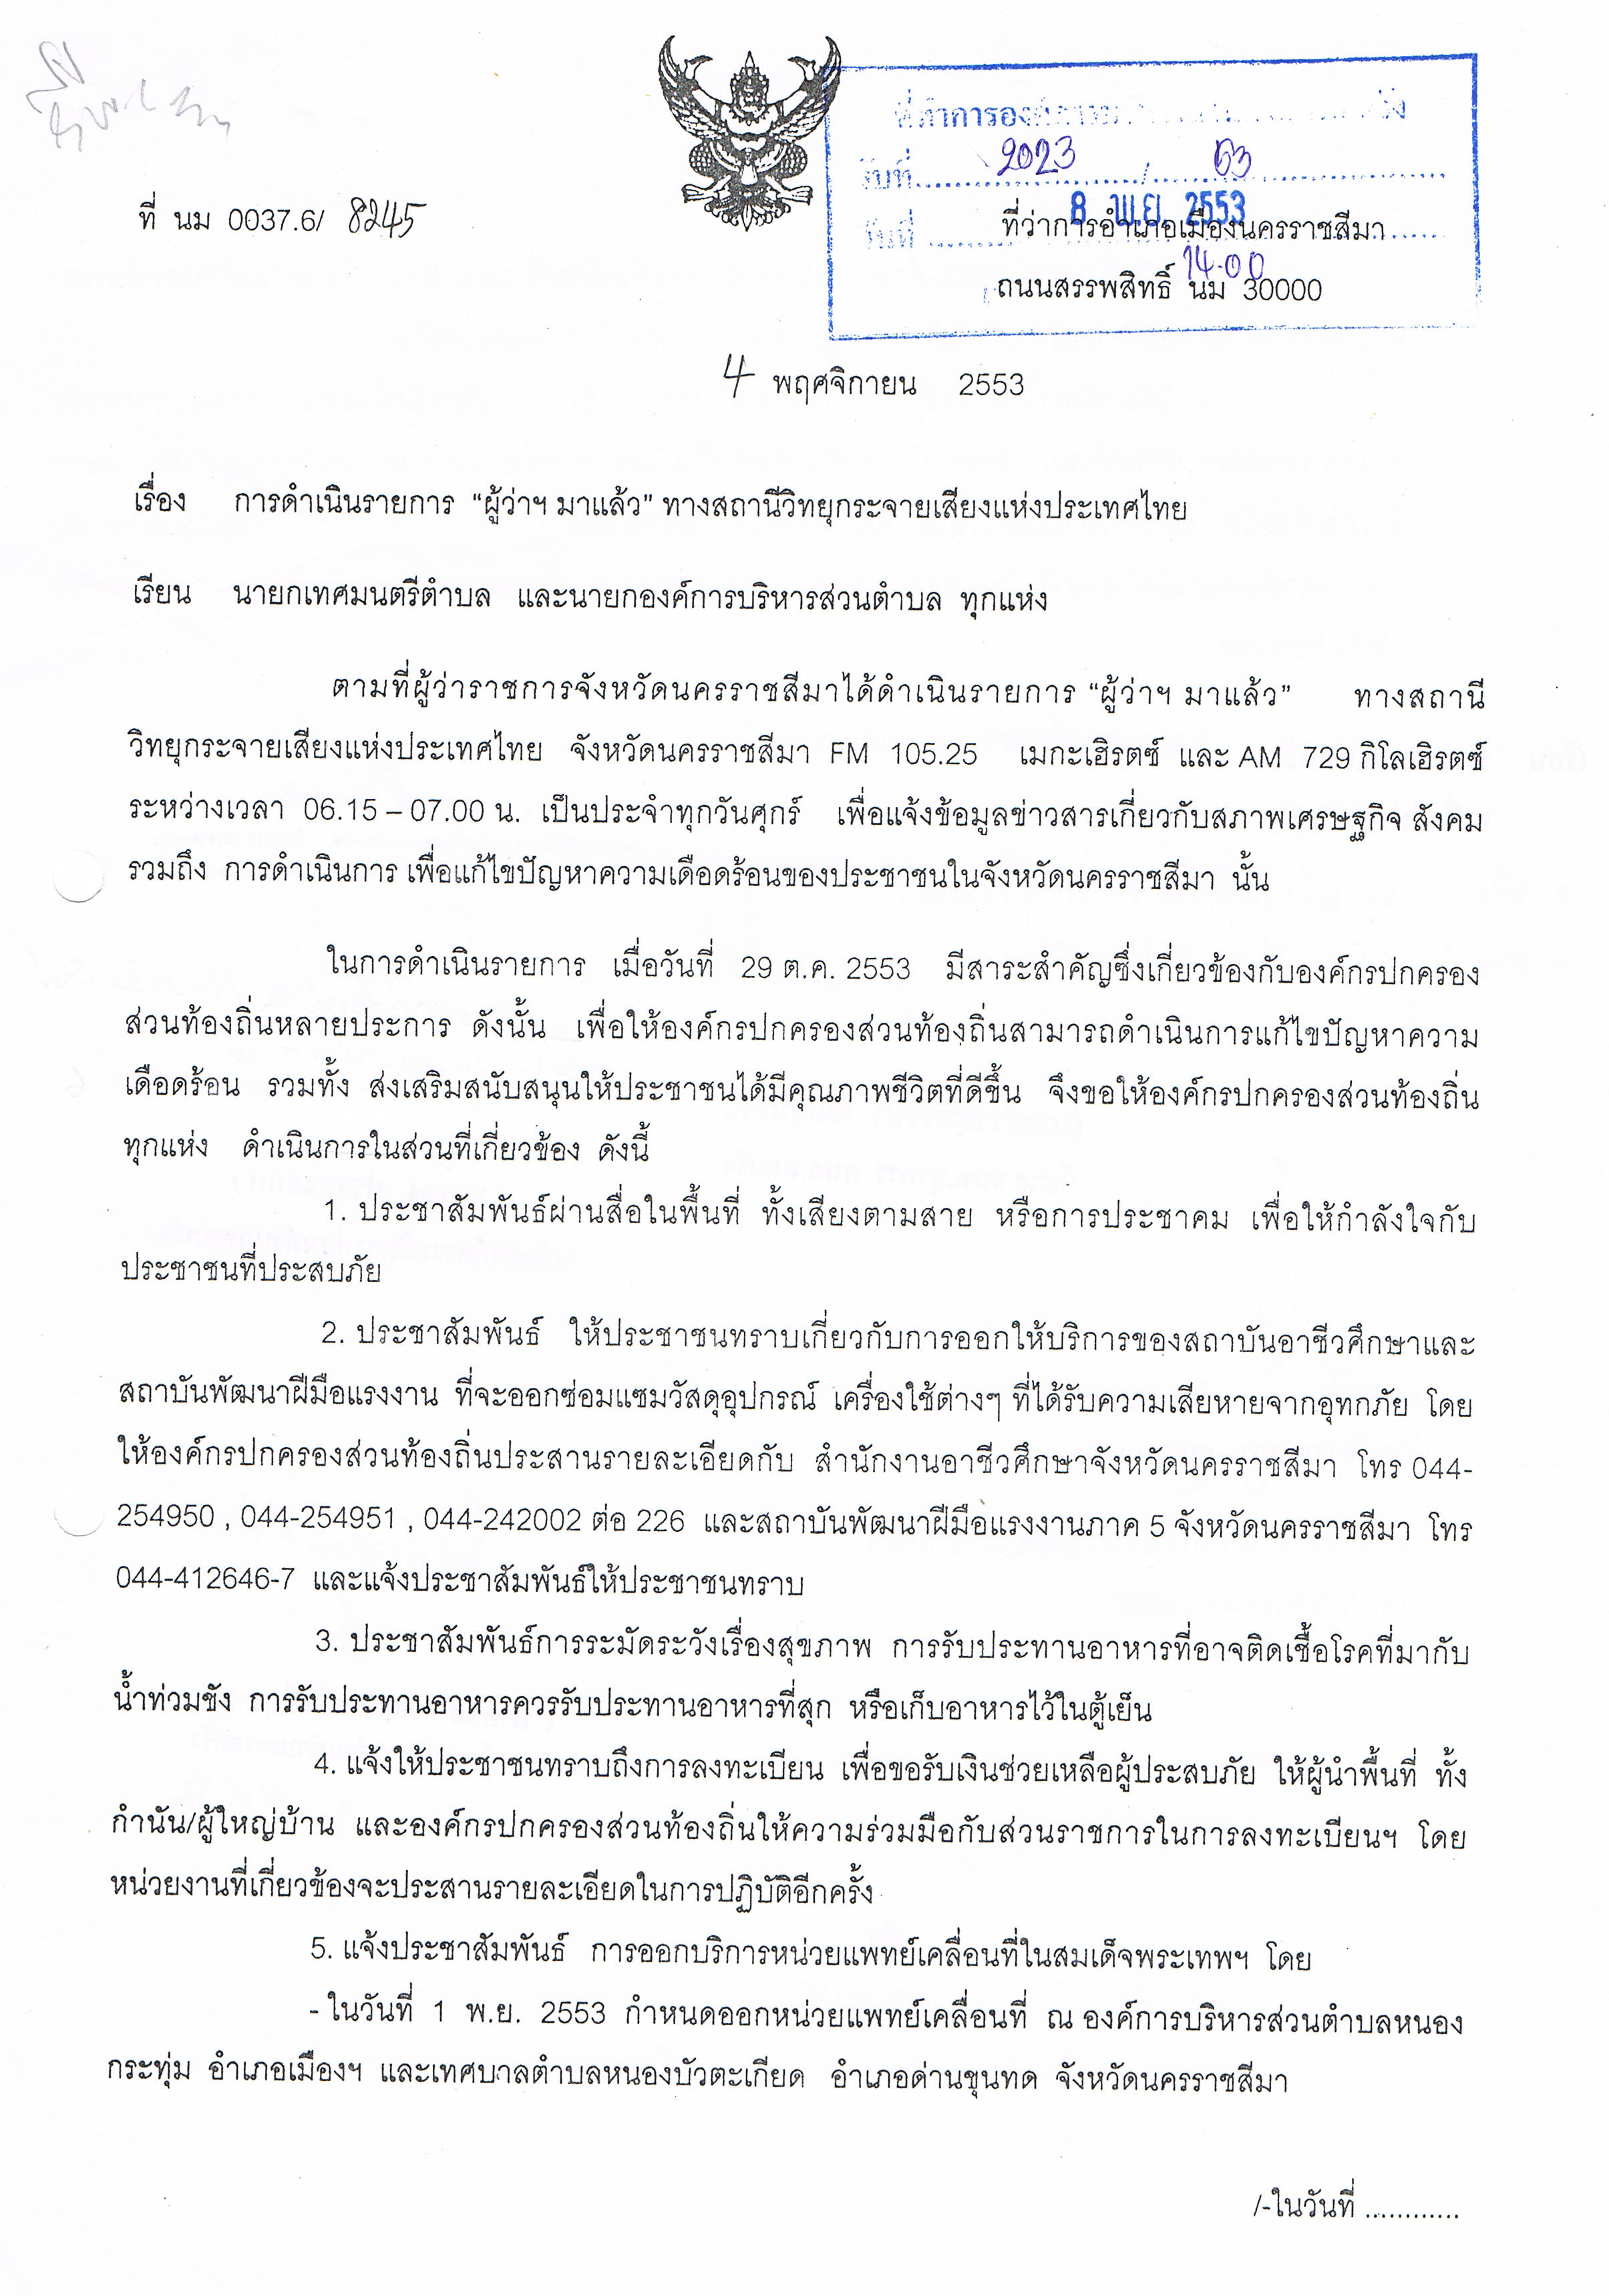 ที่ทำการองค์การ
รับที่ 2023 / 53
ที่ นม 0037.6/ 8245
วันที่ 8 พ.ย. 2553
ที่ว่าการอำเภอเมืองนครราชสีมา
14.00
ถนนสรรพสิทธิ์ นม 30000
4 พฤศจิกายน 2553
เรื่อง การดำเนินรายการ “ผู้ว่าฯ มาแล้ว” ทางสถานีวิทยุกระจายเสียงแห่งประเทศไทย
เรียน นายกเทศมนตรีตำบล และนายกองค์การบริหารส่วนตำบล ทุกแห่ง
ตามที่ผู้ว่าราชการจังหวัดนครราชสีมาได้ดำเนินรายการ “ผู้ว่าฯ มาแล้ว” ทางสถานี
วิทยุกระจายเสียงแห่งประเทศไทย จังหวัดนครราชสีมา FM 105.25 เมกะเฮิรตซ์ และ AM 729 กิโลเฮิรตซ์
ระหว่างเวลา 06.15 – 07.00 น. เป็นประจำทุกวันศุกร์ เพื่อแจ้งข้อมูลข่าวสารเกี่ยวกับสภาพเศรษฐกิจ สังคม
รวมถึง การดำเนินการ เพื่อแก้ไขปัญหาความเดือดร้อนของประชาชนในจังหวัดนครราชสีมา นั้น
ในการดำเนินรายการ เมื่อวันที่ 29 ต.ค. 2553 มีสาระสำคัญซึ่งเกี่ยวข้องกับองค์กรปกครอง
ส่วนท้องถิ่นหลายประการ ดังนั้น เพื่อให้องค์กรปกครองส่วนท้องถิ่นสามารถดำเนินการแก้ไขปัญหาความ
เดือดร้อน รวมทั้ง ส่งเสริมสนับสนุนให้ประชาชนได้มีคุณภาพชีวิตที่ดีขึ้น จึงขอให้องค์กรปกครองส่วนท้องถิ่น
ทุกแห่ง ดำเนินการในส่วนที่เกี่ยวข้อง ดังนี้
1. ประชาสัมพันธ์ผ่านสื่อในพื้นที่ ทั้งเสียงตามสาย หรือการประชาคม เพื่อให้กำลังใจกับ
ประชาชนที่ประสบภัย
2. ประชาสัมพันธ์ ให้ประชาชนทราบเกี่ยวกับการออกให้บริการของสถาบันอาชีวศึกษาและ
สถาบันพัฒนาฝีมือแรงงาน ที่จะออกซ่อมแซมวัสดุอุปกรณ์ เครื่องใช้ต่างๆ ที่ได้รับความเสียหายจากอุทกภัย โดย
ให้องค์กรปกครองส่วนท้องถิ่นประสานรายละเอียดกับ สำนักงานอาชีวศึกษาจังหวัดนครราชสีมา โทร 044-
254950 , 044-254951 , 044-242002 ต่อ 226 และสถาบันพัฒนาฝีมือแรงงานภาค 5 จังหวัดนครราชสีมา โทร
044-412646-7 และแจ้งประชาสัมพันธ์ให้ประชาชนทราบ
3. ประชาสัมพันธ์การระมัดระวังเรื่องสุขภาพ การรับประทานอาหารที่อาจติดเชื้อโรคที่มากับ
น้ำท่วมขัง การรับประทานอาหารควรรับประทานอาหารที่สุก หรือเก็บอาหารไว้ในตู้เย็น
4. แจ้งให้ประชาชนทราบถึงการลงทะเบียน เพื่อขอรับเงินช่วยเหลือผู้ประสบภัย ให้ผู้นำพื้นที่ ทั้ง
กำนัน/ผู้ใหญ่บ้าน และองค์กรปกครองส่วนท้องถิ่นให้ความร่วมมือกับส่วนราชการในการลงทะเบียนฯ โดย
หน่วยงานที่เกี่ยวข้องจะประสานรายละเอียดในการปฏิบัติอีกครั้ง
5. แจ้งประชาสัมพันธ์ การออกบริการหน่วยแพทย์เคลื่อนที่ในสมเด็จพระเทพฯ โดย
- ในวันที่ 1 พ.ย. 2553 กำหนดออกหน่วยแพทย์เคลื่อนที่ ณ องค์การบริหารส่วนตำบลหนอง
กระทุ่ม อำเภอเมืองฯ และเทศบาลตำบลหนองบัวตะเกียด อำเภอด่านขุนทด จังหวัดนครราชสีมา
/-ในวันที่ ............